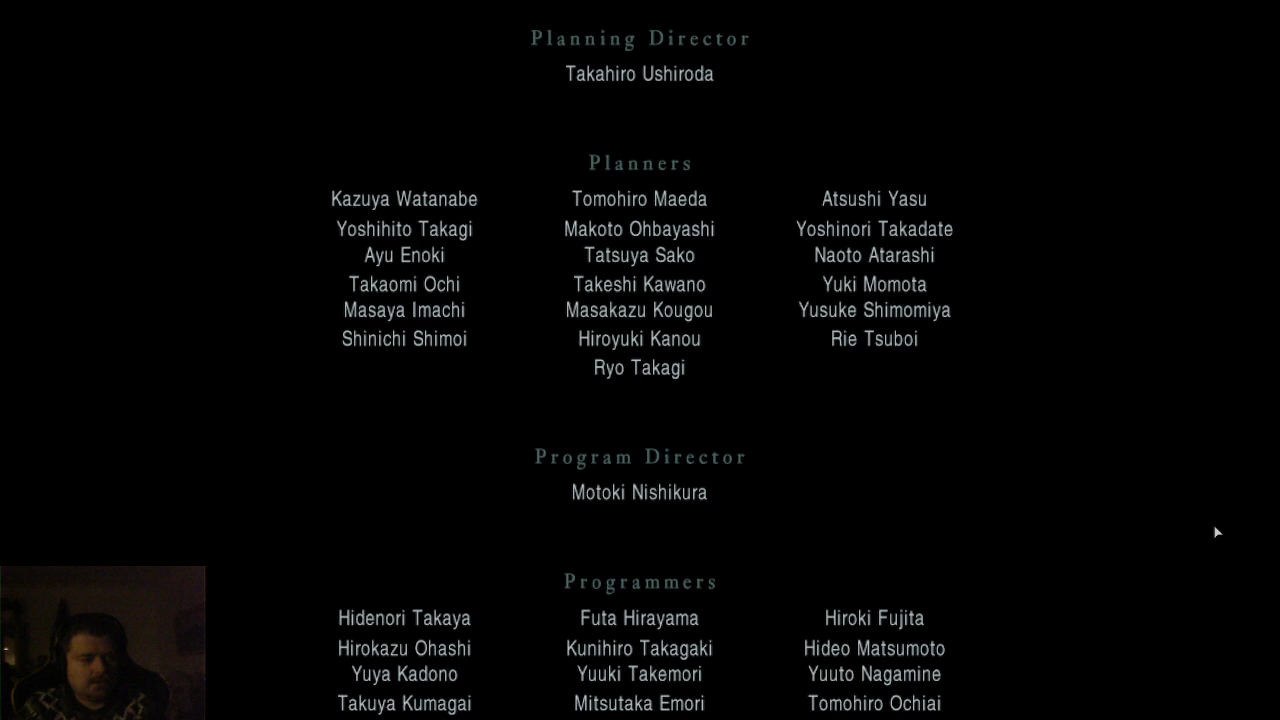 Planning Director
Takahiro Ushiroda
Planners
Kazuya Watanabe Tomohiro Maeda Atsushi Yasu
Yoshihito Takagi Makoto Ohbayashi Yoshinori Takadate
Ayu Enoki Tatsuya Sako Naoto Atarashi
Takaomi Ochi Takeshi Kawano Yuki Momota
Masaya Imachi Masakazu Kougou Yusuke Shimomiya
Shinichi Shimoi Hiroyuki Kanou Rie Tsuboi
Ryo Takagi
Program Director
Motoki Nishikura
Programmers
Hidenori Takaya Futa Hirayama Hiroki Fujita
Hirokazu Ohashi Kunihiro Takagaki Hideo Matsumoto
Yuya Kadono Yuuki Takemori Yuuto Nagamine
Takuya Kumagai Mitsutaka Emori Tomohiro Ochiai